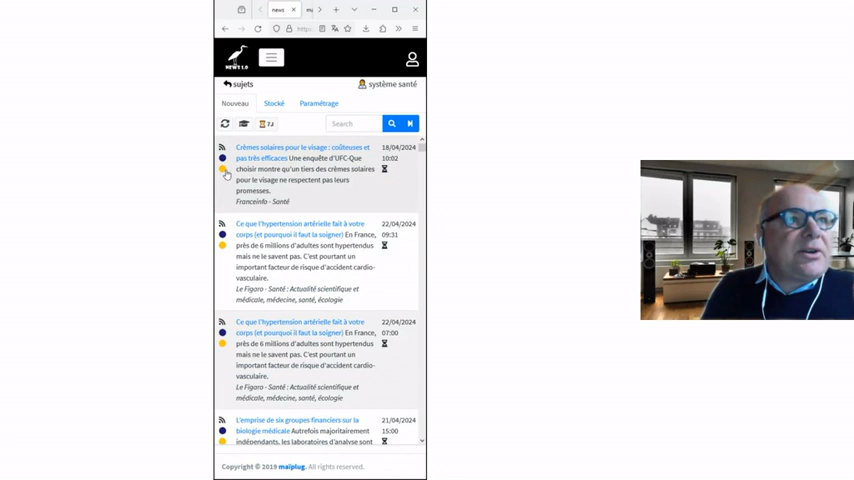 news
NEWS 1.0
sujets
système santé
Nouveau
Stocké
Paramétrage
7J
Search
Crèmes solaires pour le visage : coûteuses et
pas très efficaces Une enquête d'UFC-Que
choisir montre qu'un tiers des crèmes solaires
pour le visage ne respectent pas leurs
promesses.
Franceinfo - Santé
18/04/2024
10:02
Ce que l'hypertension artérielle fait à votre
corps (et pourquoi il faut la soigner) En France,
près de 6 millions d'adultes sont hypertendus
mais ne le savent pas. C'est pourtant un
important facteur de risque d'accident cardio-
vasculaire.
Le Figaro - Santé : Actualité scientifique et
médicale, médecine, santé, écologie
22/04/2024
09:31
Ce que l'hypertension artérielle fait à votre
corps (et pourquoi il faut la soigner) En France,
près de 6 millions d'adultes sont hypertendus
mais ne le savent pas. C'est pourtant un
important facteur de risque d'accident cardio-
vasculaire.
Le Figaro - Santé : Actualité scientifique et
médicale, médecine, santé, écologie
22/04/2024
07:00
L'emprise de six groupes financiers sur la
biologie médicale Autrefois majoritairement
indépendants, les laboratoires d'analyse sont
21/04/2024
15:00
Copyright © 2019 maiplug. All rights reserved.